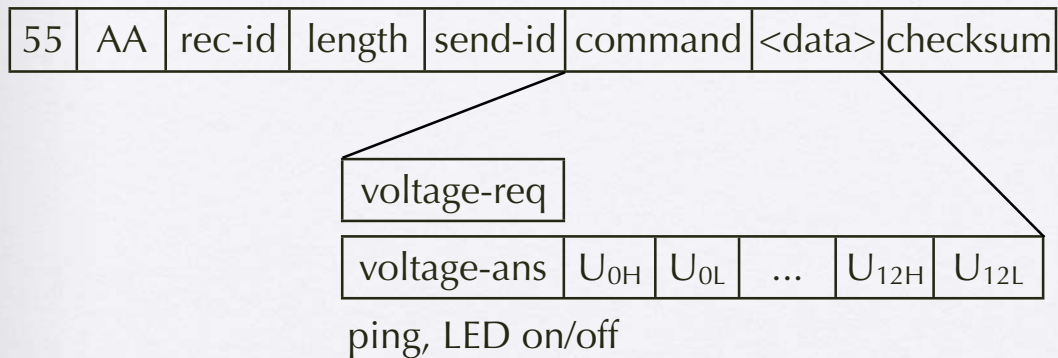 55 AA rec-id length send-id command <data> checksum
voltage-req
voltage-ans U0H U0L ... U12H U12L
ping, LED on/off